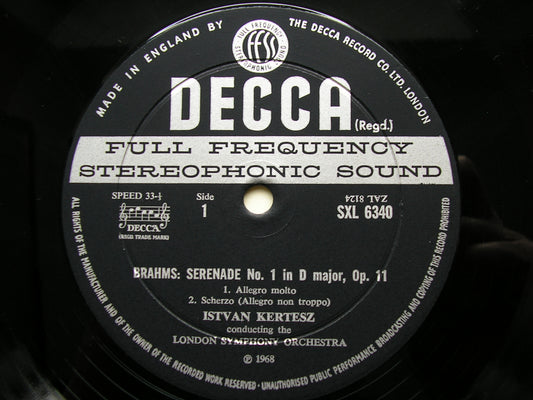 MADE IN ENGLAND BY THE DECCA RECORD CO. LTD. LONDON
FULL FREQUENCY
ffss
STEREOPHONIC SOUND
DECCA (Regd.)
FULL FREQUENCY
STEREOPHONIC SOUND
SPEED 33-⅓
Side
1
ZAL 8124
SXL 6340
DECCA
(REGD. TRADE MARK)
BRAHMS: SERENADE No. 1 in D major, Op. 11
1. Allegro molto
2. Scherzo (Allegro non troppo)
ISTVAN KERTESZ
conducting the
LONDON SYMPHONY ORCHESTRA
℗ 1968
ALL RIGHTS OF THE MANUFACTURER AND OF THE OWNER OF THE RECORDED WORK RESERVED · UNAUTHORISED PUBLIC PERFORMANCE BROADCASTING AND COPYING OF THIS RECORD PROHIBITED